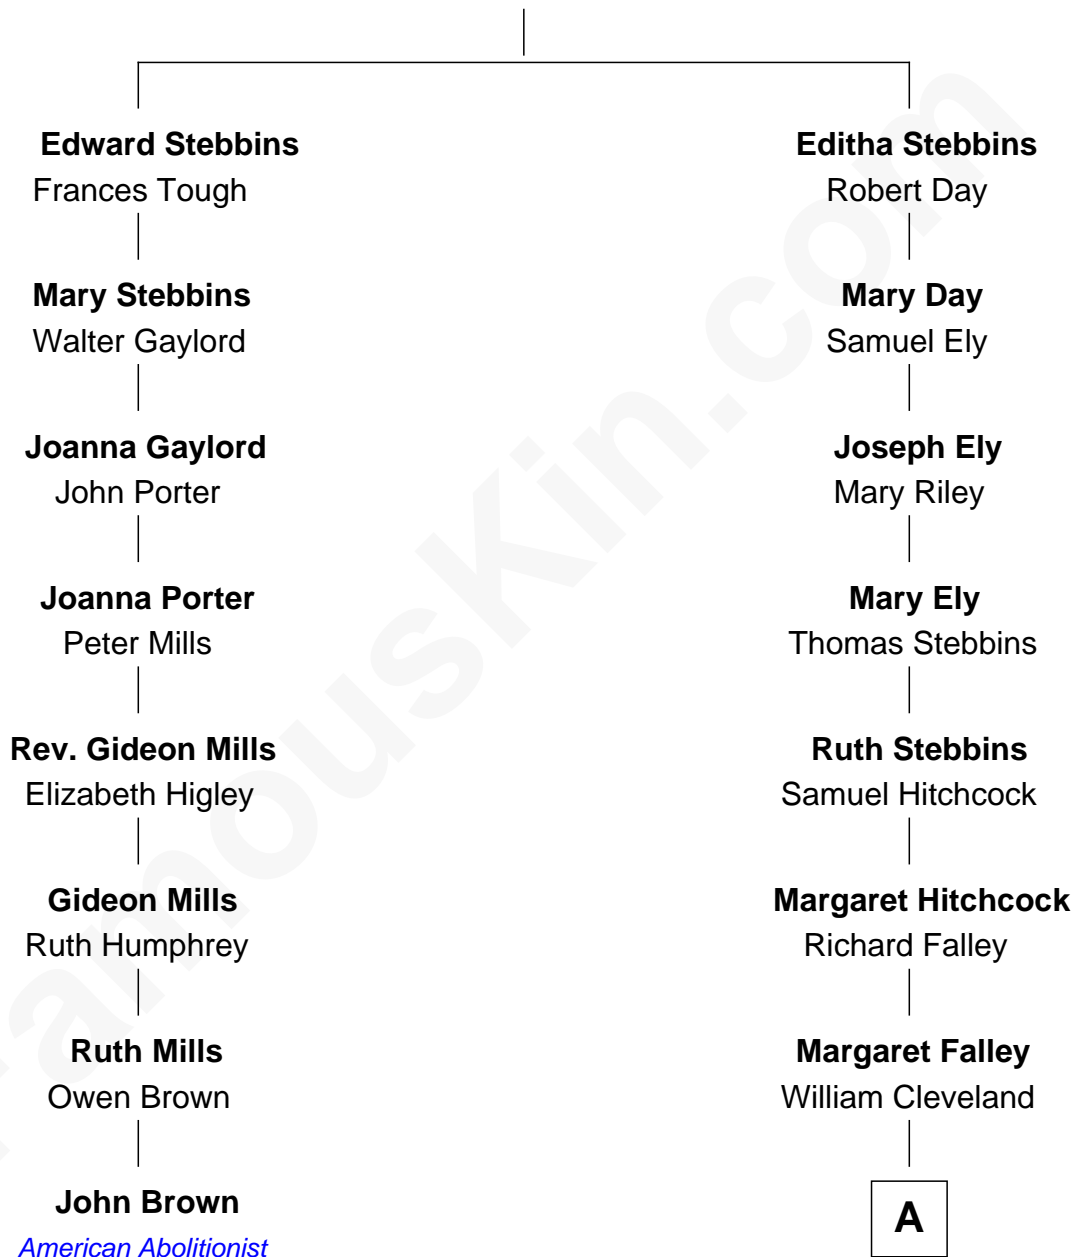 Edward Stebbins
Frances Tough
Mary Stebbins
Walter Gaylord
Joanna Gaylord
John Porter
Joanna Porter
Peter Mills
Rev. Gideon Mills
Elizabeth Higley
Gideon Mills
Ruth Humphrey
Ruth Mills
Owen Brown
John Brown
American Abolitionist
Editha Stebbins
Robert Day
Mary Day
Samuel Ely
Joseph Ely
Mary Riley
Mary Ely
Thomas Stebbins
Ruth Stebbins
Samuel Hitchcock
Margaret Hitchcock
Richard Falley
Margaret Falley
William Cleveland
A
FamousKin.com